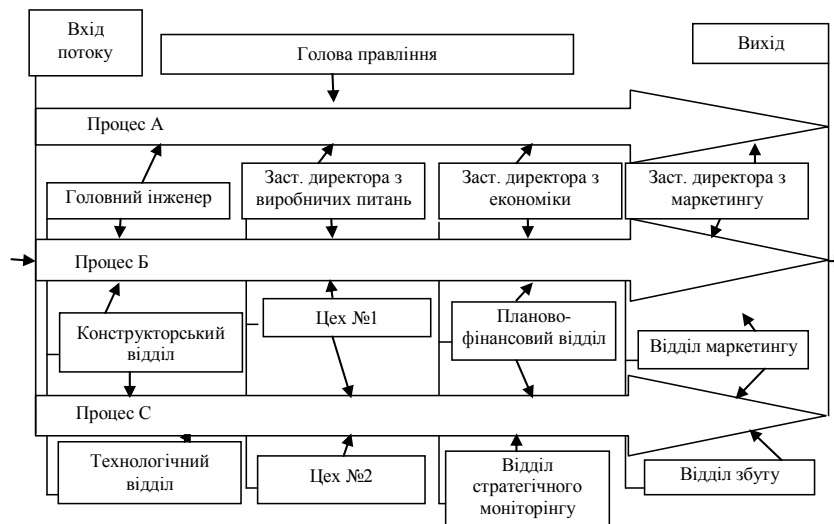 Вхід
потоку
Голова правління
Вихід
Процес А
Головний інженер
Заст. директора з
виробничих питань
Заст. директора з
економіки
Заст. директора з
маркетингу
Процес Б
Конструкторський
відділ
Цех №1
Планово-
фінансовий відділ
Відділ маркетингу
Процес С
Технологічний
відділ
Цех №2
Відділ
стратегічного
моніторінгу
Відділ збуту